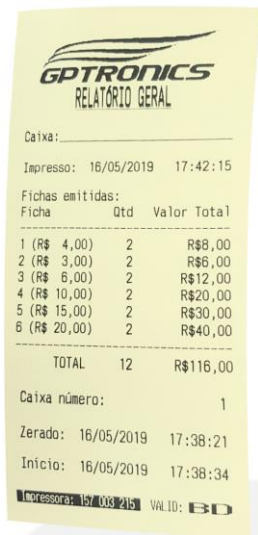 GPTRONICS
RELATÓRIO GERAL
Caixa:
Impresso: 16/05/2019 17:42:15
Fichas emitidas:
Ficha Qtd Valor Total
1 (R$ 4,00) 2 R$8,00
2 (R$ 3,00) 2 R$6,00
3 (R$ 6,00) 2 R$12,00
4 (R$ 10,00) 2 R$20,00
5 (R$ 15,00) 2 R$30,00
6 (R$ 20,00) 2 R$40,00
TOTAL 12 R$116,00
Caixa número: 1
Zerado: 16/05/2019 17:38:21
Início: 16/05/2019 17:38:34
Impressora: 157 003 215 VALID: BD